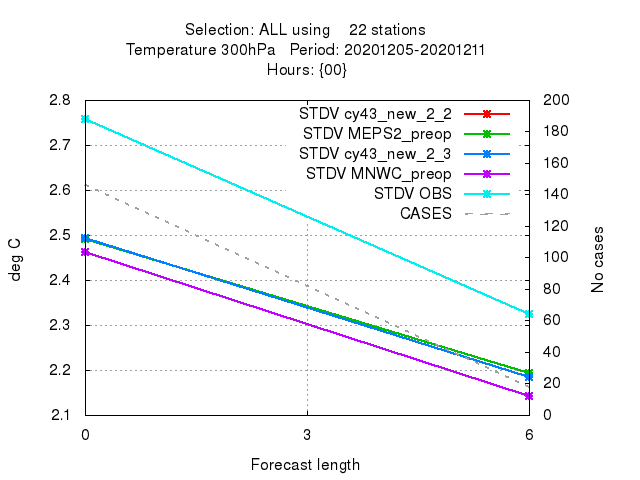 Selection: ALL using    22 stations
Temperature 300hPa   Period: 20201205-20201211
Hours: {00}
2.8
2.7
2.6
2.5
2.4
2.3
2.2
2.1
200
180
160
140
120
100
80
60
40
20
0
STDV cy43_new_2_2
STDV MEPS2_preop
STDV cy43_new_2_3
STDV MNWC_preop
STDV OBS
CASES
deg C
No cases
0
3
6
Forecast length